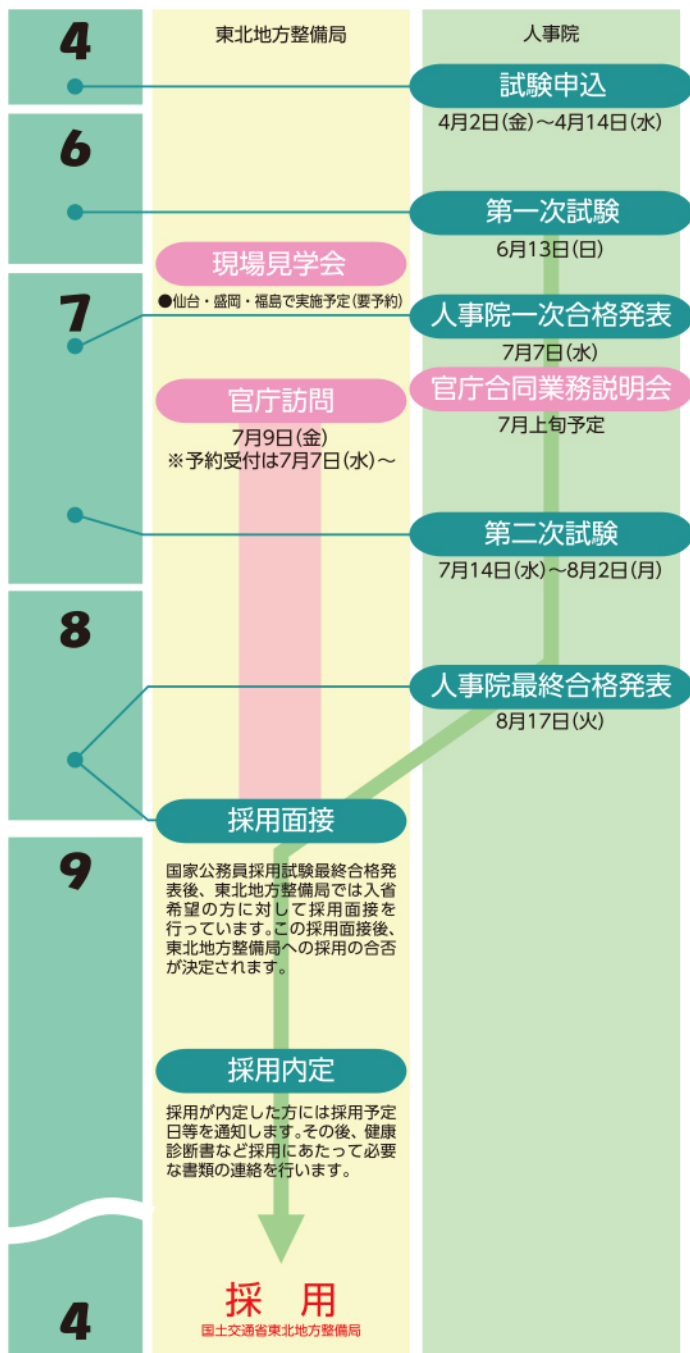 東北地方整備局
人事院
4
試験申込
4月2日(金)～4月14日(水)
6
第一次試験
6月13日(日)
現場見学会
●仙台・盛岡・福島で実施予定(要予約)
7
人事院一次合格発表
7月7日(水)
官庁訪問
7月9日(金)
※予約受付は7月7日(水)～
官庁合同業務説明会
7月上旬予定
第二次試験
7月14日(水)～8月2日(月)
8
人事院最終合格発表
8月17日(火)
採用面接
9
国家公務員採用試験最終合格発
表後、東北地方整備局では入省
希望の方に対して採用面接を
行っています。この採用面接後、
東北地方整備局への採用の合否
が決定されます。
採用内定
採用が内定した方には採用予定
日等を通知します。その後、健康
診断書など採用にあたって必要
な書類の連絡を行います。
4
採 用
国土交通省東北地方整備局